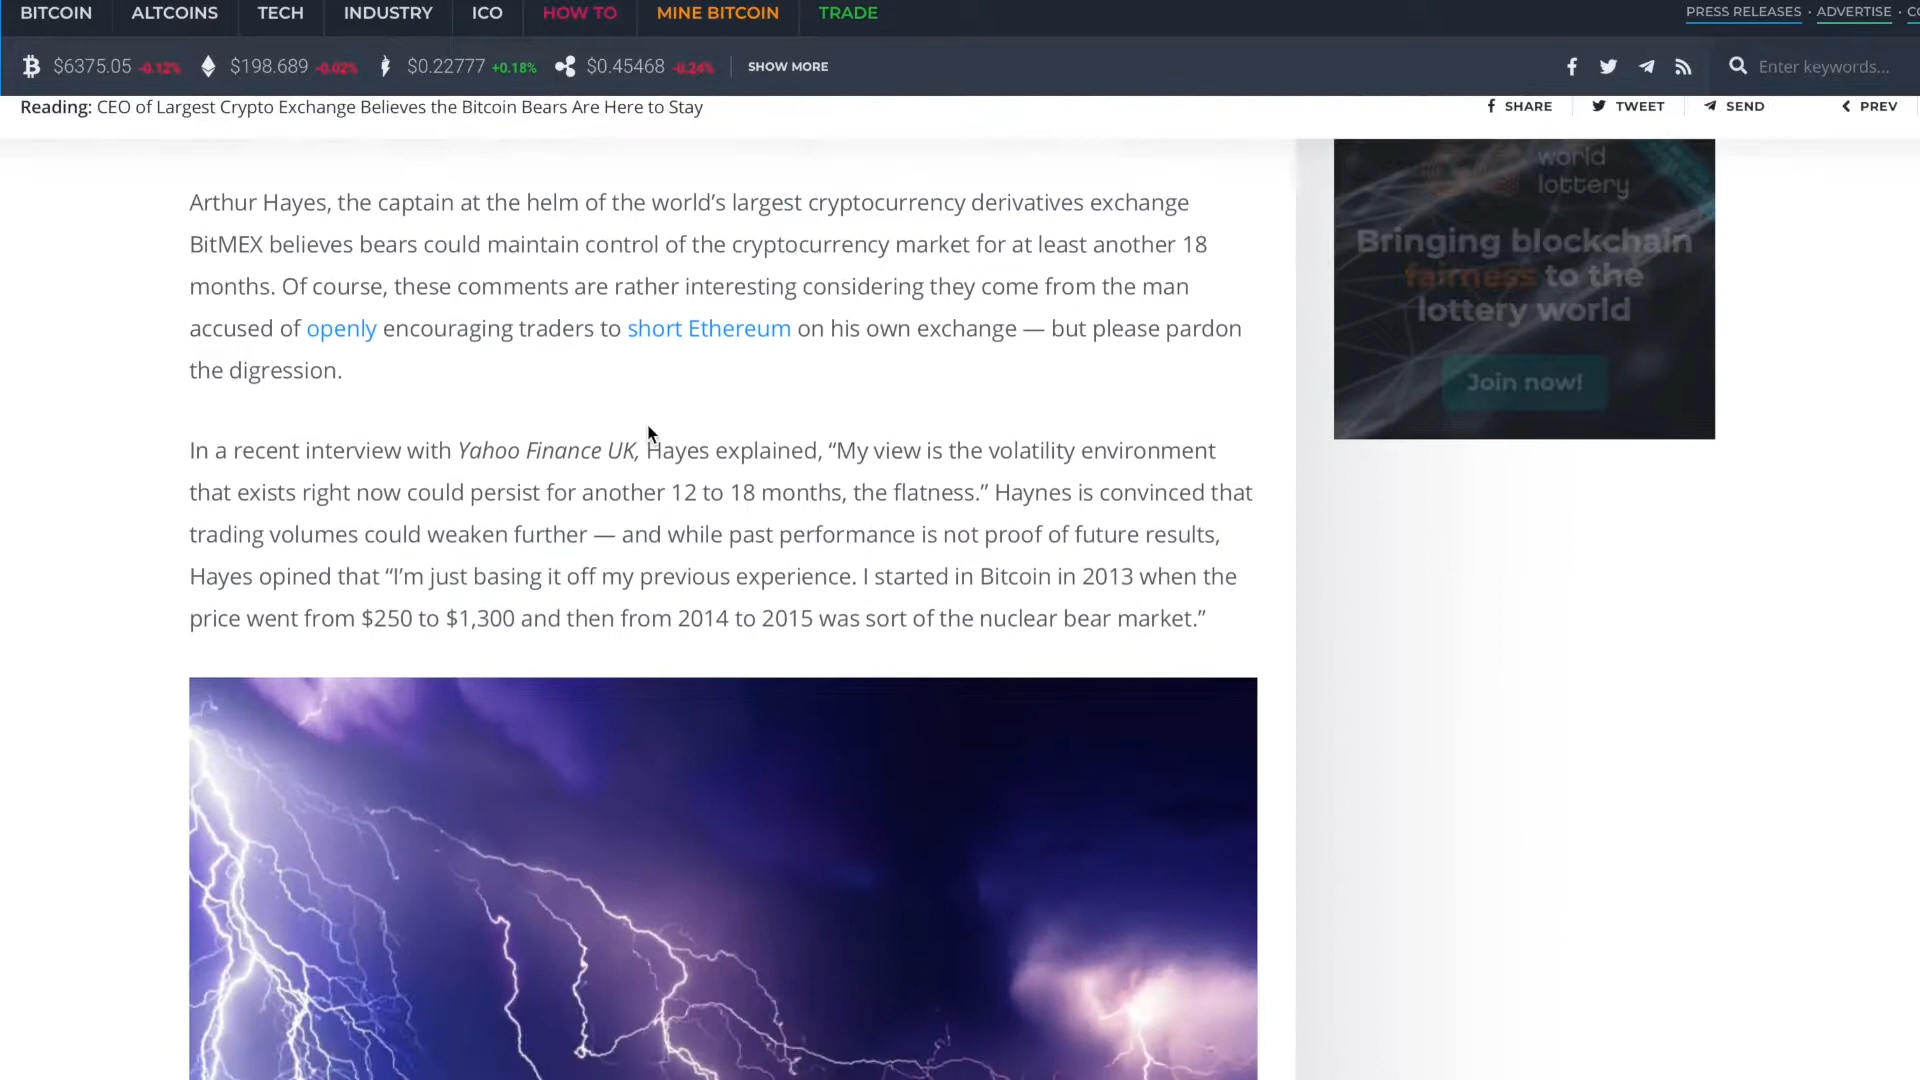 BITCOIN ALTCOINS TECH INDUSTRY ICO HOW TO MINE BITCOIN TRADE PRESS RELEASES · ADVERTISE ·
$6375.05 -0.12% $198.689 -0.02% $0.22777 +0.18% $0.45468 -0.24% SHOW MORE Enter keywords...
Reading: CEO of Largest Crypto Exchange Believes the Bitcoin Bears Are Here to Stay SHARE TWEET SEND PREV
Arthur Hayes, the captain at the helm of the world’s largest cryptocurrency derivatives exchange
BitMEX believes bears could maintain control of the cryptocurrency market for at least another 18
months. Of course, these comments are rather interesting considering they come from the man
accused of openly encouraging traders to short Ethereum on his own exchange — but please pardon
the digression.
In a recent interview with Yahoo Finance UK, Hayes explained, “My view is the volatility environment
that exists right now could persist for another 12 to 18 months, the flatness.” Haynes is convinced that
trading volumes could weaken further — and while past performance is not proof of future results,
Hayes opined that “I’m just basing it off my previous experience. I started in Bitcoin in 2013 when the
price went from $250 to $1,300 and then from 2014 to 2015 was sort of the nuclear bear market.”
world
lottery
Bringing blockchain
fairness to the
lottery world
Join now!